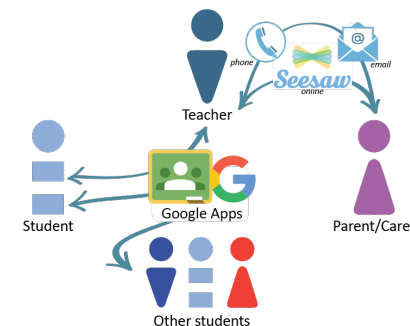 phone
@
email
Seesaw
online
Teacher
Student
G
Google Apps
Parent/Care
Other students